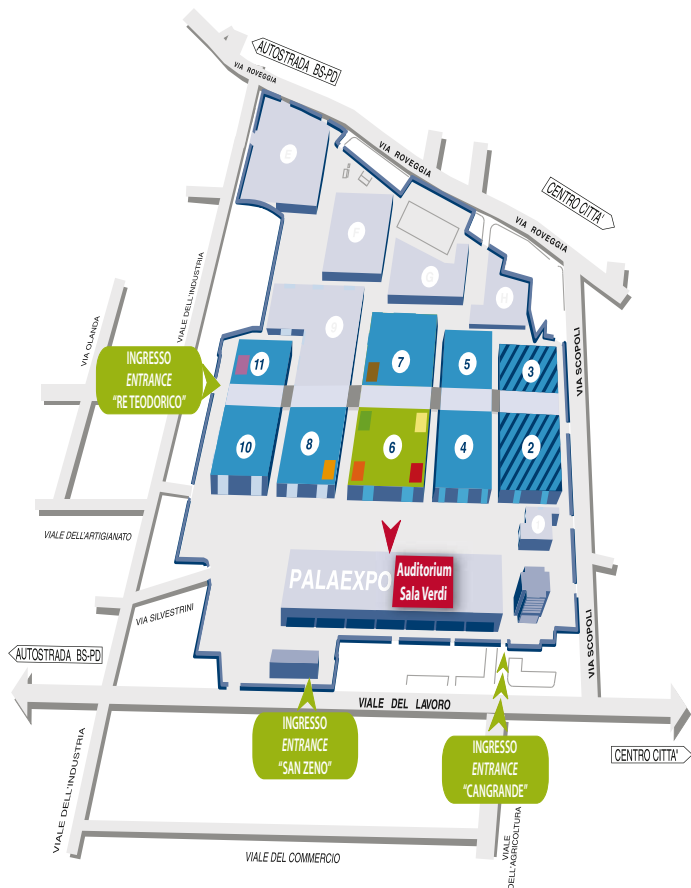 AUTOSTRADA BS-PD
VIA ROVEGGIA
VIA ROVEGGIA
CENTRO CITTA'
VIA ROVEGGIA
E
F
G
H
VIALE DELL'INDUSTRIA
VIA OLANDA
VIA SCOPOLI
9
11
7
5
3
INGRESSO
ENTRANCE
"RE TEODORICO"
10
8
6
4
2
VIALE DELL'ARTIGIANATO
PALAEXPO
Auditorium
Sala Verdi
VIA SILVESTRINI
VIA SCOPOLI
AUTOSTRADA BS-PD
VIALE DEL LAVORO
INGRESSO
ENTRANCE
"SAN ZENO"
INGRESSO
ENTRANCE
"CANGRANDE"
CENTRO CITTA'
VIALE DELL'INDUSTRIA
VIALE DEL COMMERCIO
VIALE
DELL'AGRICOLTURA